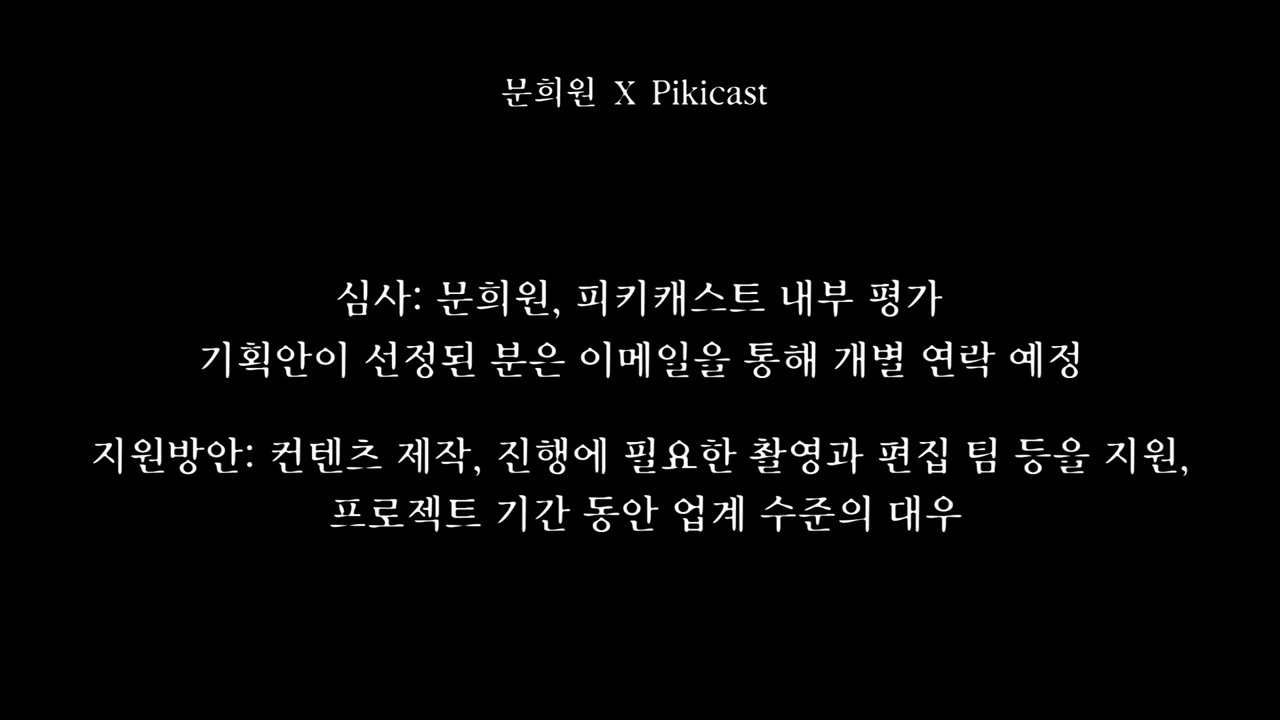 문희원 X Pikicast
심사: 문희원, 피키캐스트 내부 평가
기획안이 선정된 분은 이메일을 통해 개별 연락 예정
지원방안: 컨텐츠 제작, 진행에 필요한 촬영과 편집 팀 등을 지원,
프로젝트 기간 동안 업계 수준의 대우